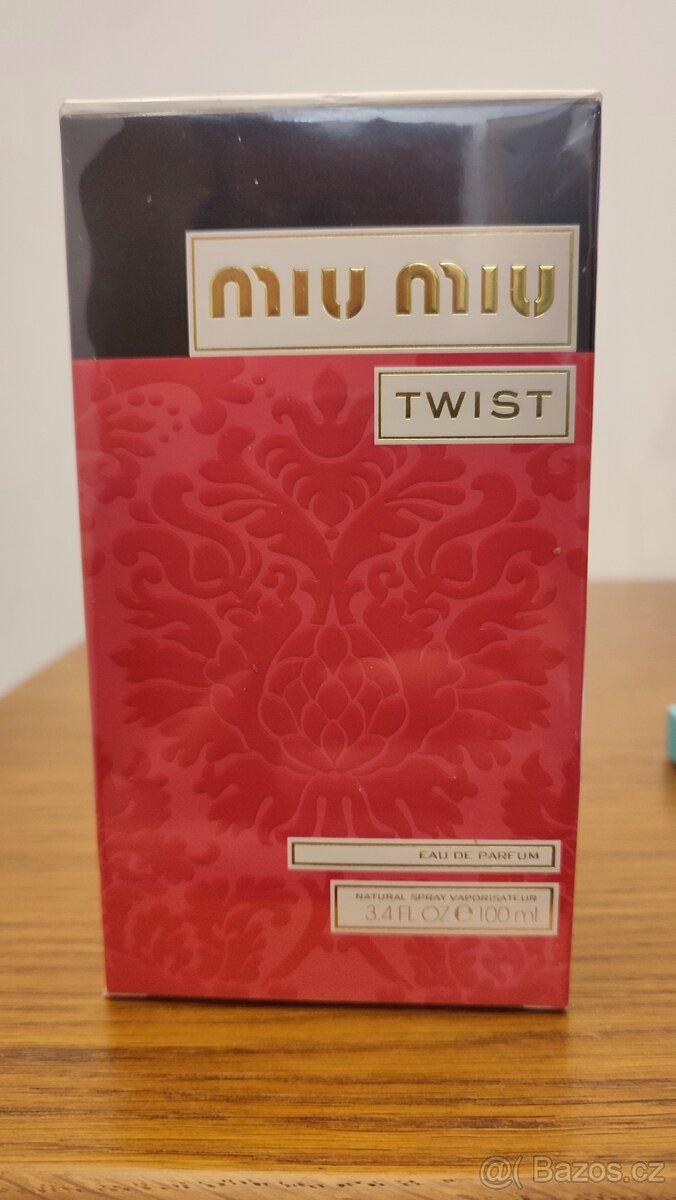 miu miu
TWIST
EAU DE PARFUM
NATURAL SPRAY VAPORISATEUR
3.4 FL OZ ℮ 100 ml
@( Bazos.cz